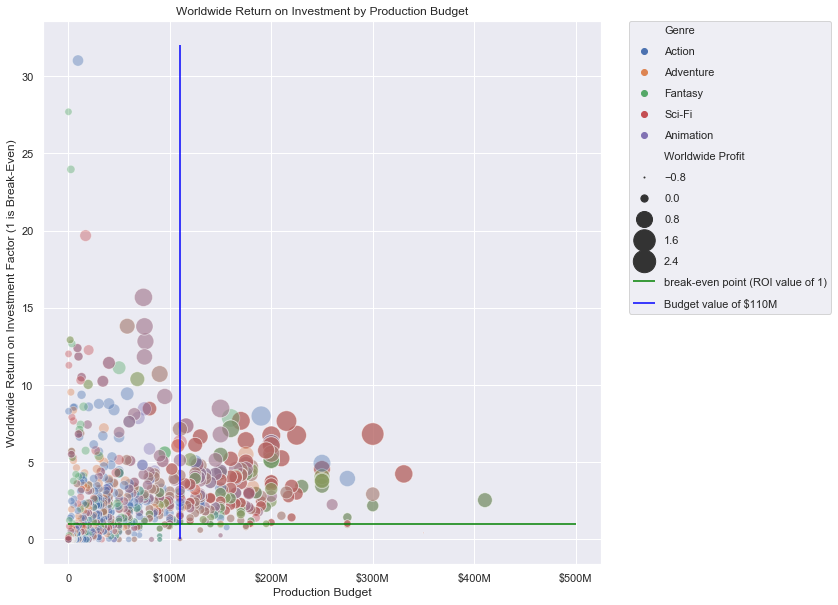 Worldwide Return on Investment by Production Budget
Worldwide Return on Investment Factor (1 is Break-Even)
30
25
20
15
10
5
0
0
$100M
$200M
$300M
$400M
$500M
Production Budget
Genre
Action
Adventure
Fantasy
Sci-Fi
Animation
Worldwide Profit
−0.8
0.0
0.8
1.6
2.4
break-even point (ROI value of 1)
Budget value of $110M